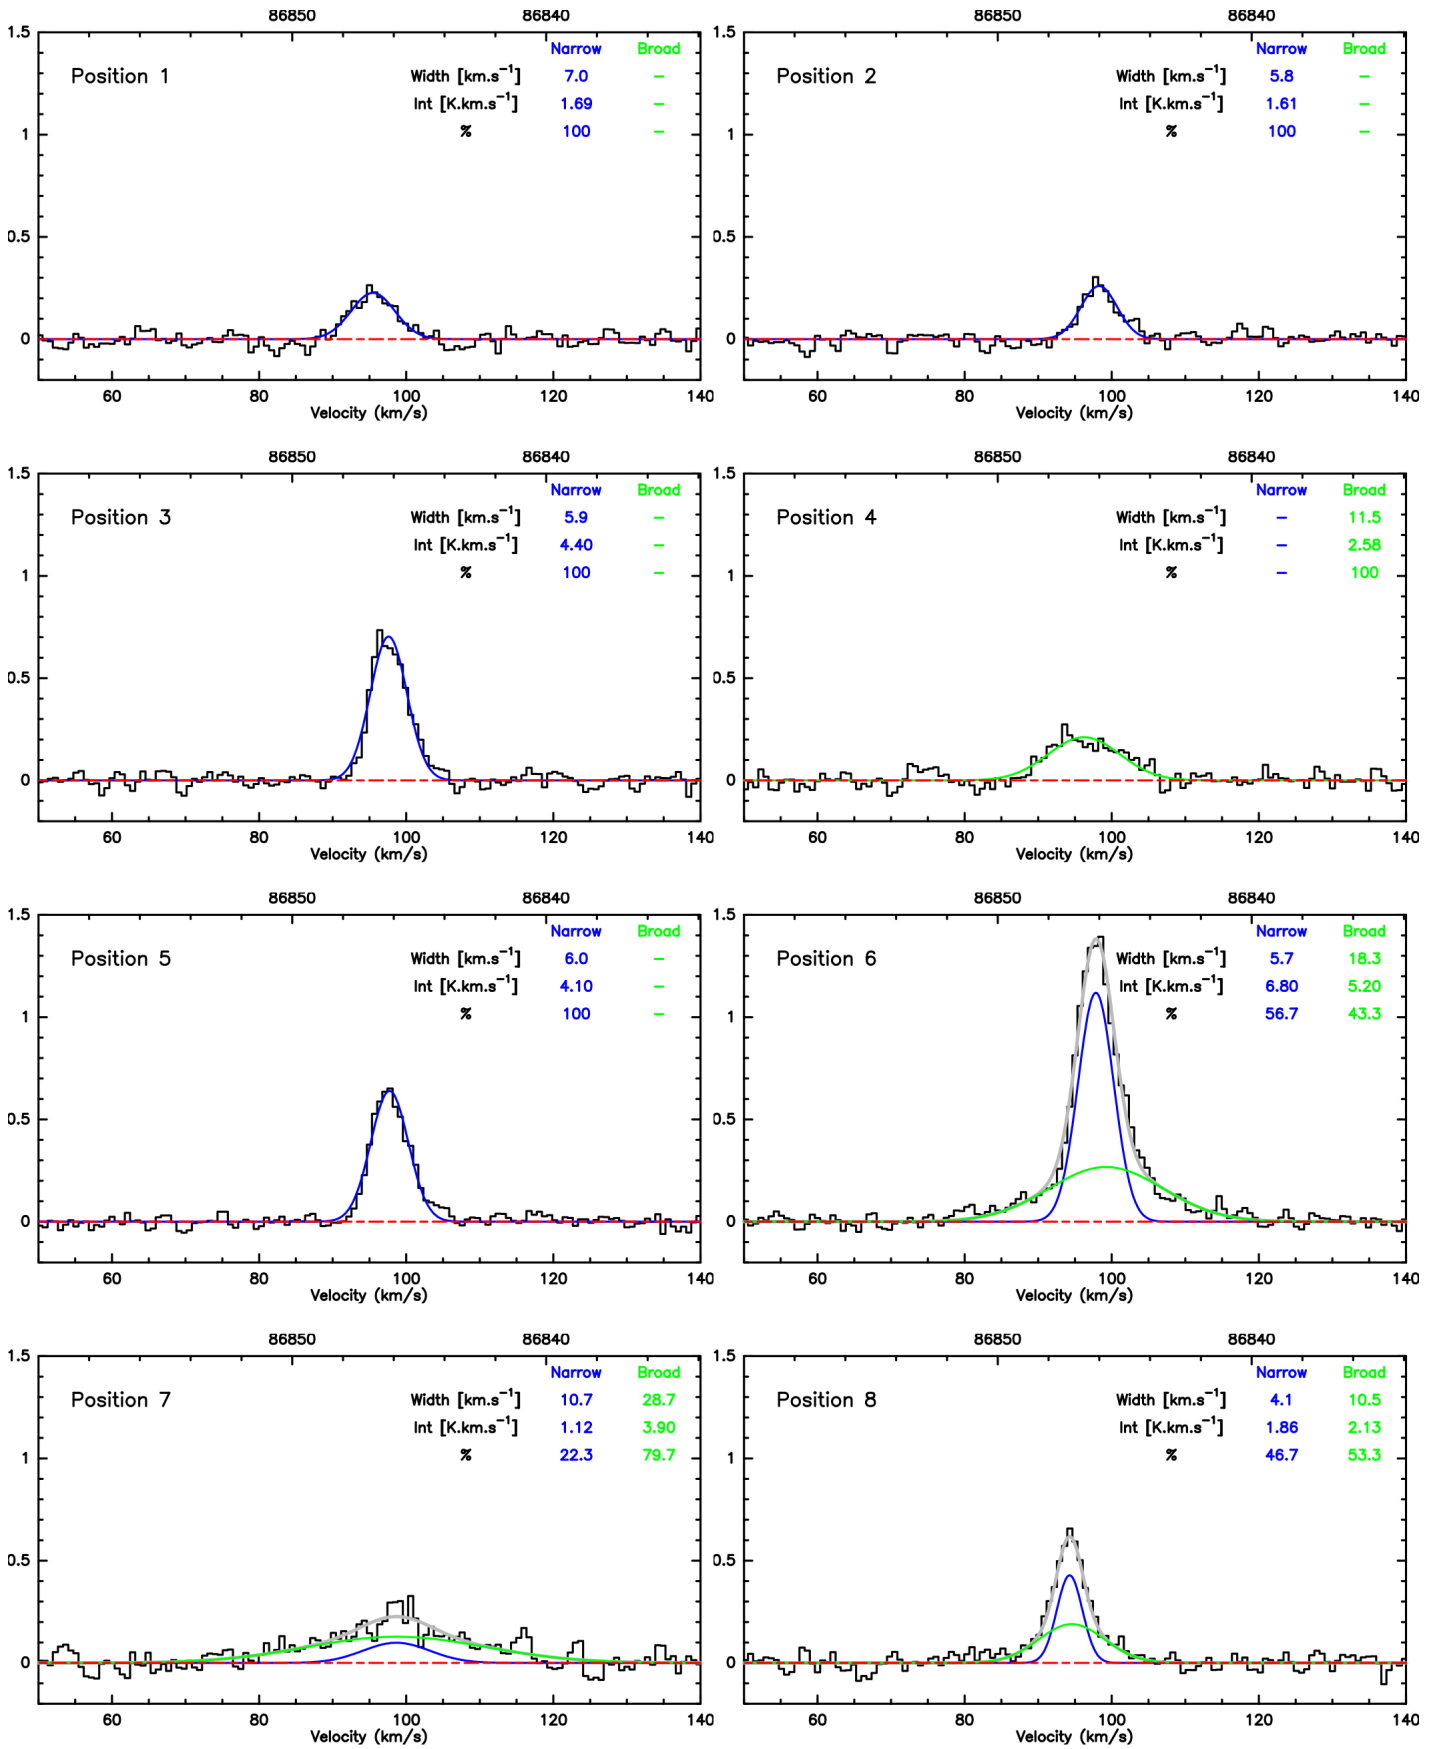 86850 86840 86850 86840
1.5 Narrow Broad 1.5 Narrow Broad
Position 1 Width [km.s⁻¹] 7.0 – Position 2 Width [km.s⁻¹] 5.8 –
Int [K.km.s⁻¹] 1.69 – Int [K.km.s⁻¹] 1.61 –
1 % 100 – 1 % 100 –
0.5 0.5
0 0
60 80 100 120 140 60 80 100 120 140
Velocity (km/s) Velocity (km/s)
86850 86840 86850 86840
1.5 Narrow Broad 1.5 Narrow Broad
Position 3 Width [km.s⁻¹] 5.9 – Position 4 Width [km.s⁻¹] – 11.5
Int [K.km.s⁻¹] 4.40 – Int [K.km.s⁻¹] – 2.58
1 % 100 – 1 % – 100
0.5 0.5
0 0
60 80 100 120 140 60 80 100 120 140
Velocity (km/s) Velocity (km/s)
86850 86840 86850 86840
1.5 Narrow Broad 1.5 Narrow Broad
Position 5 Width [km.s⁻¹] 6.0 – Position 6 Width [km.s⁻¹] 5.7 18.3
Int [K.km.s⁻¹] 4.10 – Int [K.km.s⁻¹] 6.80 5.20
1 % 100 – 1 % 56.7 43.3
0.5 0.5
0 0
60 80 100 120 140 60 80 100 120 140
Velocity (km/s) Velocity (km/s)
86850 86840 86850 86840
1.5 Narrow Broad 1.5 Narrow Broad
Position 7 Width [km.s⁻¹] 10.7 28.7 Position 8 Width [km.s⁻¹] 4.1 10.5
Int [K.km.s⁻¹] 1.12 3.90 Int [K.km.s⁻¹] 1.86 2.13
1 % 22.3 79.7 1 % 46.7 53.3
0.5 0.5
0 0
60 80 100 120 140 60 80 100 120 140
Velocity (km/s) Velocity (km/s)